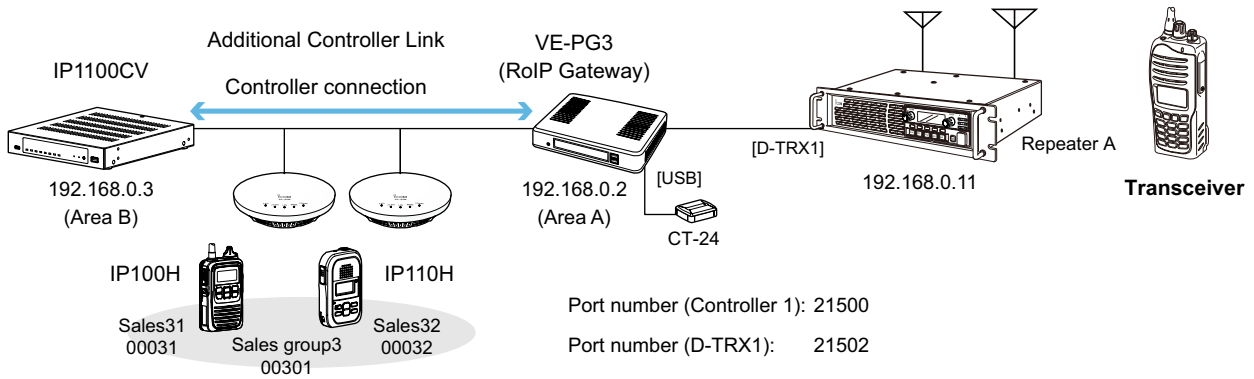 Additional Controller Link
VE-PG3
(RoIP Gateway)
IP1100CV
Controller connection
[D-TRX1]
Repeater A
192.168.0.3
(Area B)
192.168.0.2
(Area A)
[USB]
192.168.0.11
Transceiver
CT-24
IP100H
IP110H
Sales31
00031
Sales group3
00301
Sales32
00032
Port number (Controller 1): 21500
Port number (D-TRX1): 21502